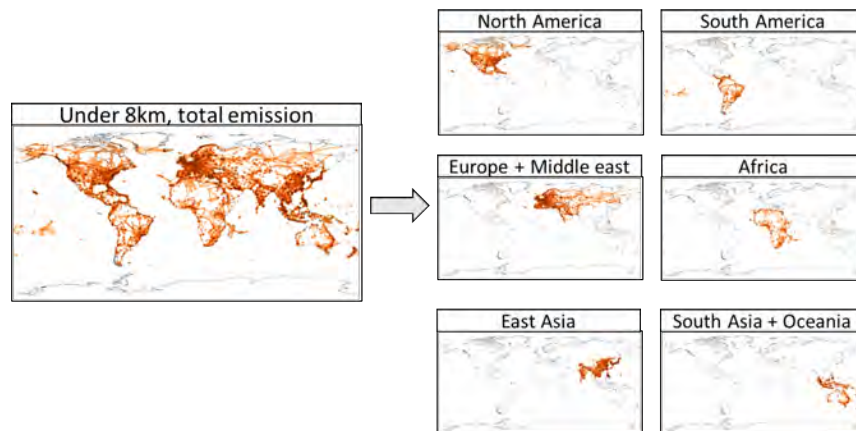 North America
South America
Under 8km, total emission
Europe + Middle east
Africa
East Asia
South Asia + Oceania